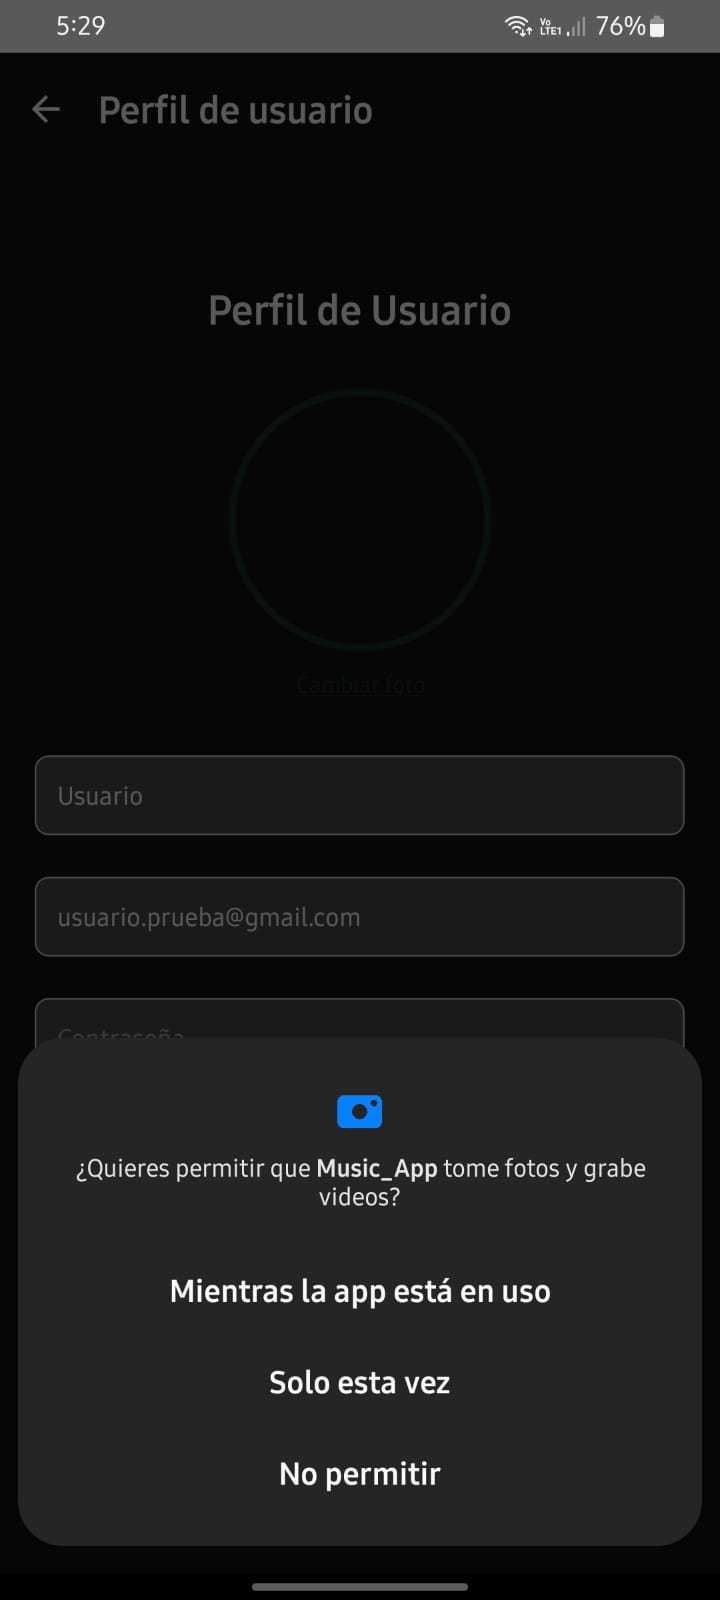 5:29
Vo
LTE1
76%
Perfil de usuario
Perfil de Usuario
Cambiar foto
Usuario
usuario.prueba@gmail.com
Contraseña
¿Quieres permitir que Music_App tome fotos y grabe
videos?
Mientras la app está en uso
Solo esta vez
No permitir